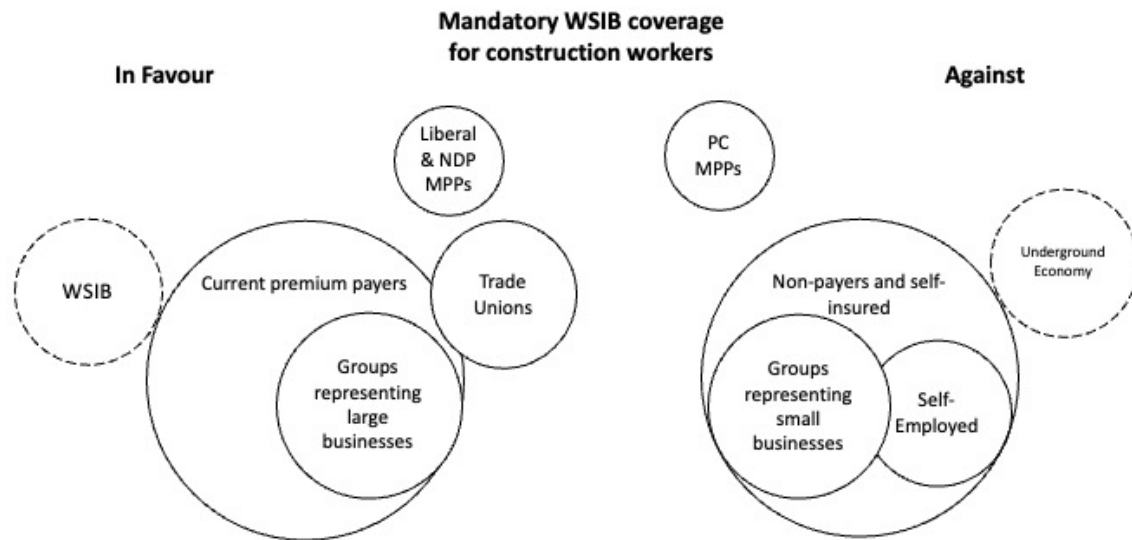 Mandatory WSIB coverage
for construction workers
In Favour
Against
Liberal
& NDP
MPPs
PC
MPPs
WSIB
Current premium payers
Trade
Unions
Groups
representing
large
businesses
Non-payers and self-
insured
Underground
Economy
Groups
representing
small
businesses
Self-
Employed